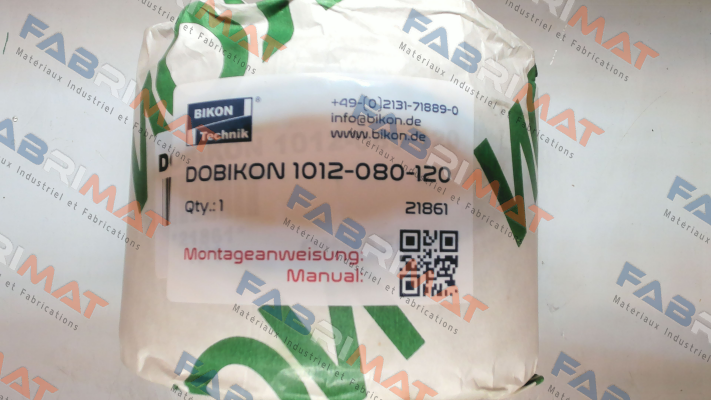 BIKON
Technik
®
+49-(0)2131-71889-0
info@bikon.de
www.bikon.de
DOBIKON 1012-080-120
Qty.: 1
21861
Montageanweisung:
Manual:
FABRIMAT
Matériaux Industriel et Fabrications